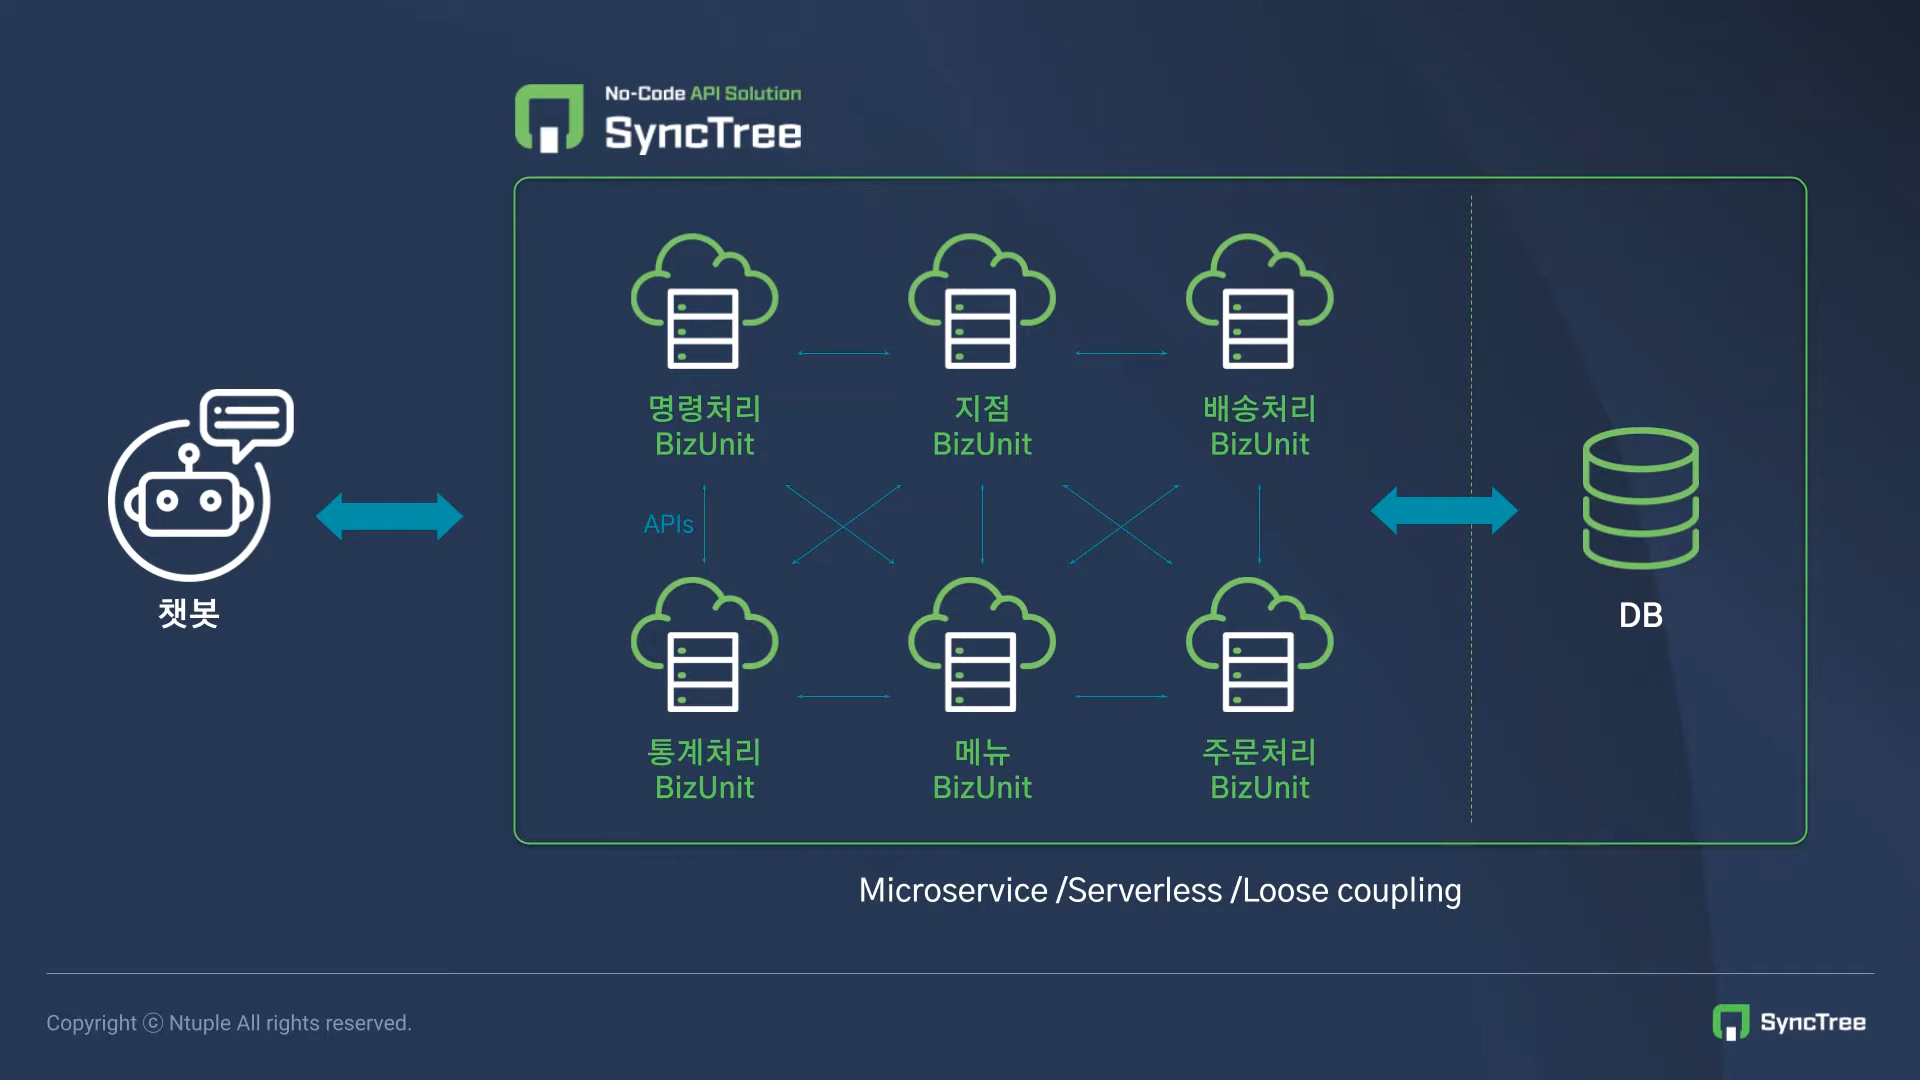 No-Code API Solution
SyncTree
명령처리
BizUnit
지점
BizUnit
배송처리
BizUnit
APIs
챗봇
DB
통계처리
BizUnit
메뉴
BizUnit
주문처리
BizUnit
Microservice /Serverless /Loose coupling
Copyright ⓒ Ntuple All rights reserved.
SyncTree